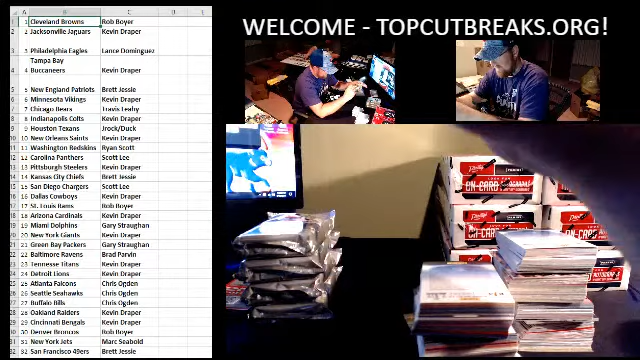 WELCOME - TOPCUTBREAKS.ORG!
A B C D E
1 Cleveland Browns Rob Boyer
2 Jacksonville Jaguars Kevin Draper
3 Philadelphia Eagles Lance Dominguez
Tampa Bay
4 Buccaneers Kevin Draper
5 New England Patriots Brett Jessie
6 Minnesota Vikings Kevin Draper
7 Chicago Bears Travis Leahy
8 Indianapolis Colts Kevin Draper
9 Houston Texans Jrock/Duck
10 New Orleans Saints Kevin Draper
11 Washington Redskins Ryan Scott
12 Carolina Panthers Scott Lee
13 Pittsburgh Steelers Kevin Draper
14 Kansas City Chiefs Brett Jessie
15 San Diego Chargers Scott Lee
16 Dallas Cowboys Kevin Draper
17 St. Louis Rams Rob Boyer
18 Arizona Cardinals Kevin Draper
19 Miami Dolphins Gary Straughan
20 New York Giants Kevin Draper
21 Green Bay Packers Gary Straughan
22 Baltimore Ravens Brad Parvin
23 Tennessee Titans Kevin Draper
24 Detroit Lions Kevin Draper
25 Atlanta Falcons Chris Ogden
26 Seattle Seahawks Chris Ogden
27 Buffalo Bills Chris Ogden
28 Oakland Raiders Kevin Draper
29 Cincinnati Bengals Kevin Draper
30 Denver Broncos Rob Boyer
31 New York Jets Marc Seabold
32 San Francisco 49ers Brett Jessie
PANINI
LOOK FOR
ON-CARD